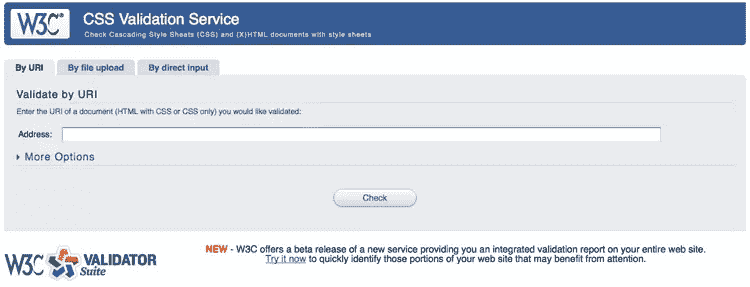 W3C® CSS Validation Service
Check Cascading Style Sheets (CSS) and (X)HTML documents with style sheets
By URI By file upload By direct input
Validate by URI
Enter the URI of a document (HTML with CSS or CSS only) you would like validated:
Address:
More Options
Check
NEW - W3C offers a beta release of a new service providing you an integrated validation report on your entire web site.
Try it now to quickly identify those portions of your web site that may benefit from attention.
W3C VALIDATOR
Suite